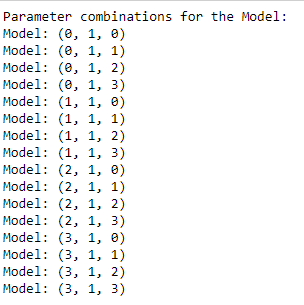 Parameter combinations for the Model:
Model: (0, 1, 0)
Model: (0, 1, 1)
Model: (0, 1, 2)
Model: (0, 1, 3)
Model: (1, 1, 0)
Model: (1, 1, 1)
Model: (1, 1, 2)
Model: (1, 1, 3)
Model: (2, 1, 0)
Model: (2, 1, 1)
Model: (2, 1, 2)
Model: (2, 1, 3)
Model: (3, 1, 0)
Model: (3, 1, 1)
Model: (3, 1, 2)
Model: (3, 1, 3)